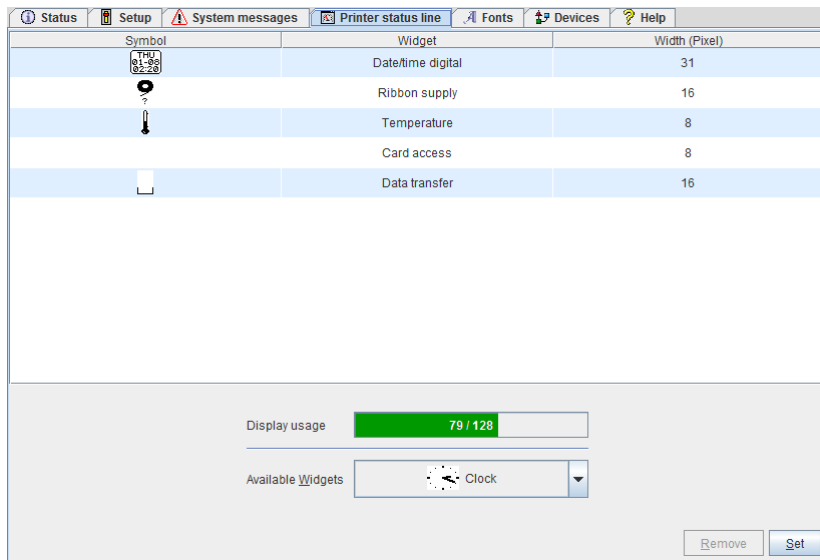 Status Setup System messages Printer status line Fonts Devices Help
Symbol Widget Width (Pixel)
THU
01-08
02:20
Date/time digital 31
? Ribbon supply 16
Temperature 8
Card access 8
Data transfer 16
Display usage 79 / 128
Available Widgets Clock
Remove Set